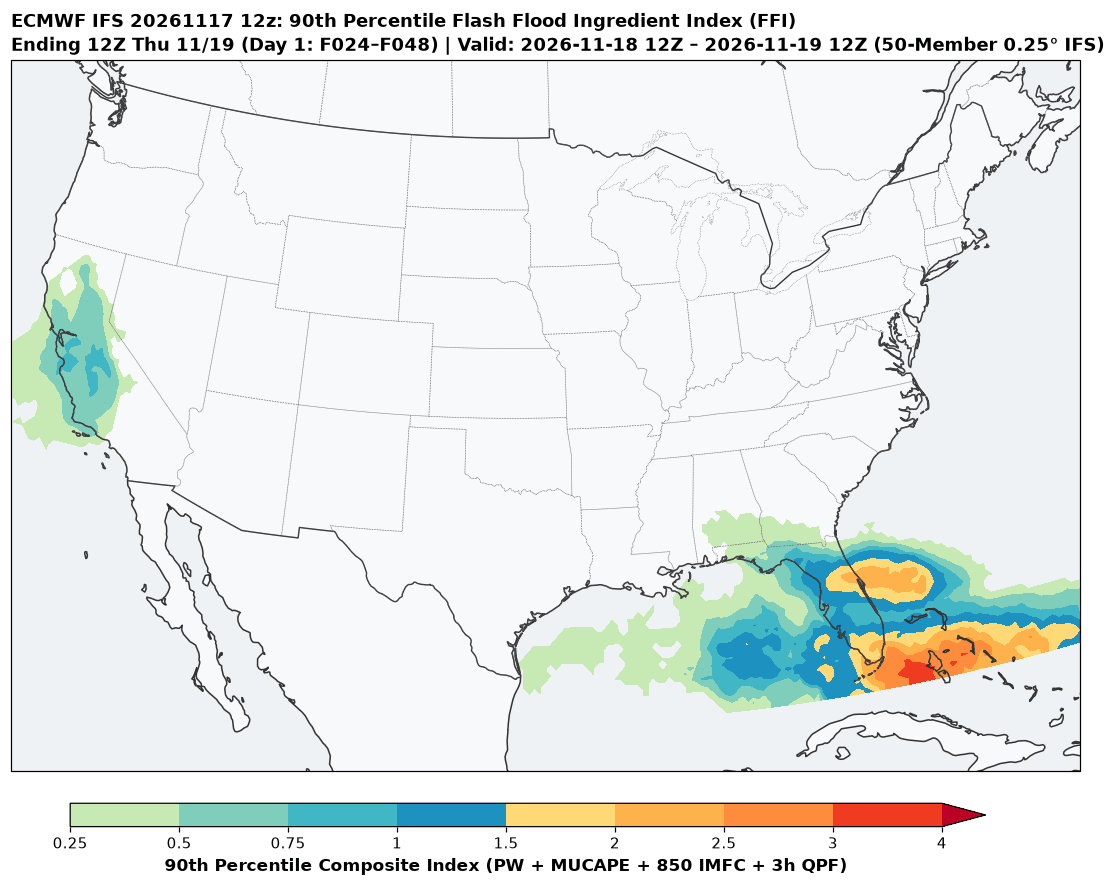 ECMWF IFS 20261117 12z: 90th Percentile Flash Flood Ingredient Index (FFI)
Ending 12Z Thu 11/19 (Day 1: F024–F048) | Valid: 2026-11-18 12Z – 2026-11-19 12Z (50-Member 0.25° IFS)
0.25 0.5 0.75 1 1.5 2 2.5 3 4
90th Percentile Composite Index (PW + MUCAPE + 850 IMFC + 3h QPF)